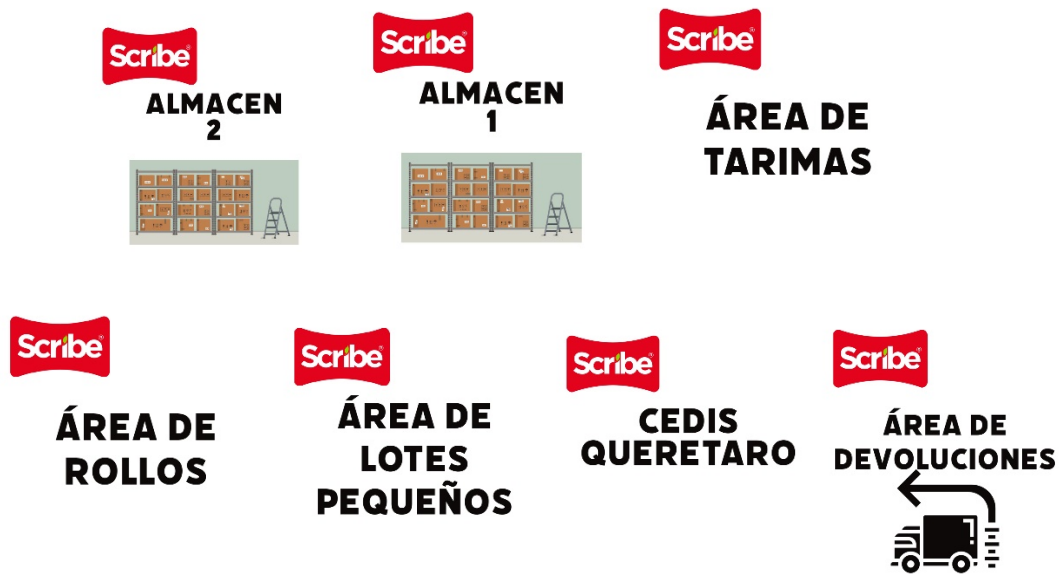 Scribe
ALMACEN
2
Scribe
ALMACEN
1
Scribe
ÁREA DE
TARIMAS
Scribe
ÁREA DE
ROLLOS
Scribe
ÁREA DE
LOTES
PEQUEÑOS
Scribe
CEDIS
QUERETARO
Scribe
ÁREA DE
DEVOLUCIONES